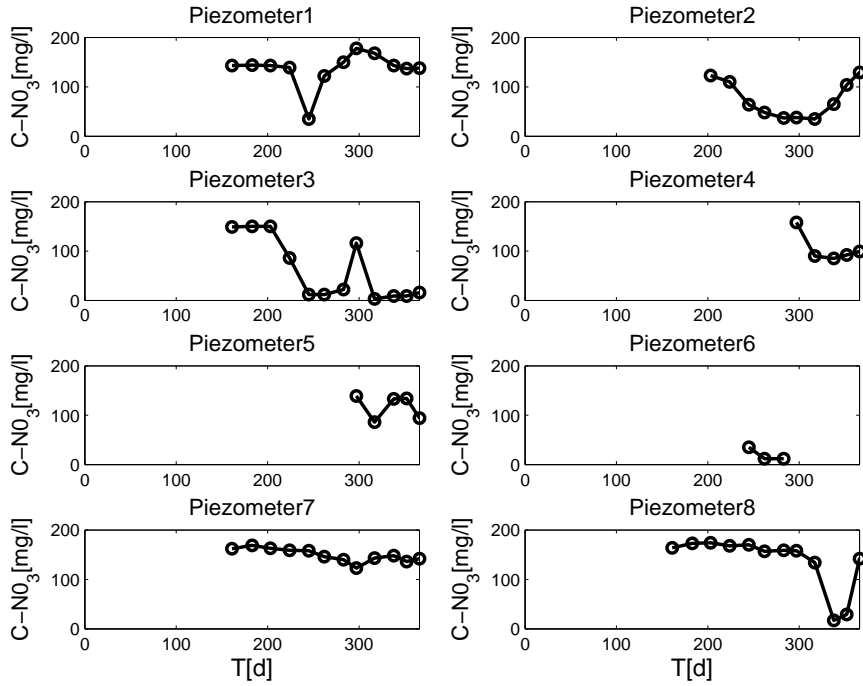 Piezometer1
C−N0₃[mg/l]
200
100
0
0 100 200 300
Piezometer2
C−N0₃[mg/l]
200
100
0
0 100 200 300
Piezometer3
C−N0₃[mg/l]
200
100
0
0 100 200 300
Piezometer4
C−N0₃[mg/l]
200
100
0
0 100 200 300
Piezometer5
C−N0₃[mg/l]
200
100
0
0 100 200 300
Piezometer6
C−N0₃[mg/l]
200
100
0
0 100 200 300
Piezometer7
C−N0₃[mg/l]
200
100
0
0 100 200 300
T[d]
Piezometer8
C−N0₃[mg/l]
200
100
0
0 100 200 300
T[d]